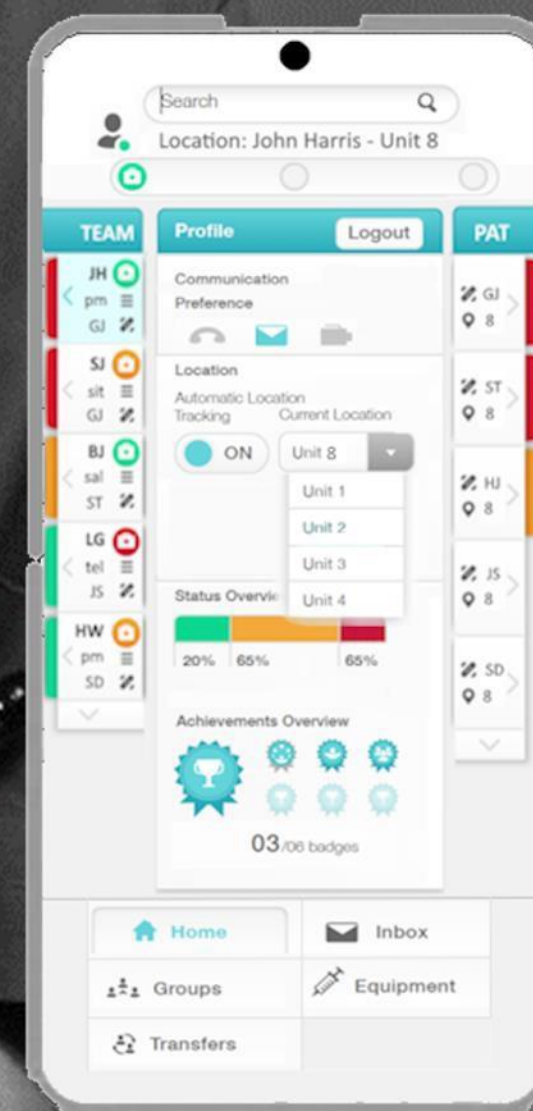 Search
Location: John Harris - Unit 8
TEAM
JH
pm
GJ
SJ
sit
GJ
BJ
sal
ST
LG
tel
JS
HW
pm
SD
Profile
Logout
Communication
Preference
Location
Automatic Location
Tracking
Current Location
ON
Unit 8
Unit 1
Unit 2
Unit 3
Unit 4
Status Overvie
20% 65% 65%
Achievements Overview
03/06 badges
PAT
GJ
8
ST
8
HJ
8
JS
8
SD
8
Home
Inbox
Groups
Equipment
Transfers